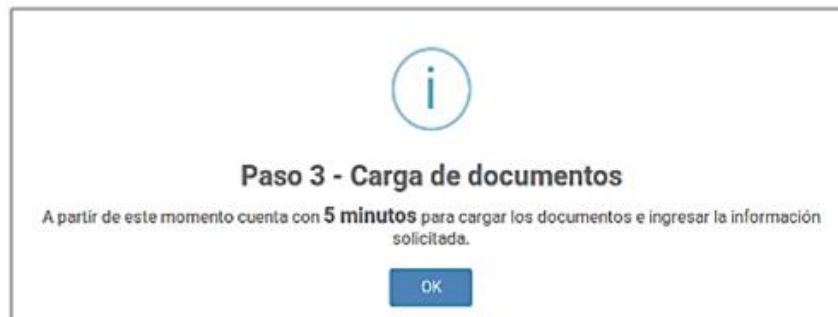 Paso 3 - Carga de documentos
A partir de este momento cuenta con 5 minutos para cargar los documentos e ingresar la información
solicitada.
OK